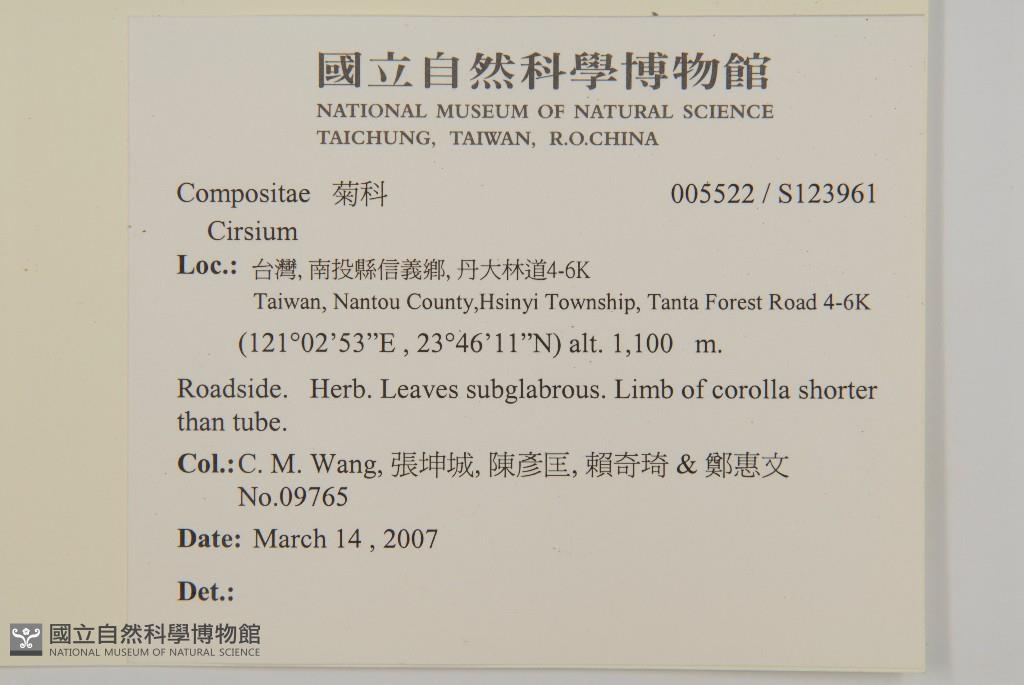 國立自然科學博物館
NATIONAL MUSEUM OF NATURAL SCIENCE
TAICHUNG, TAIWAN, R.O.CHINA
Compositae 菊科 005522 / S123961
Cirsium
Loc.: 台灣, 南投縣信義鄉, 丹大林道4-6K
Taiwan, Nantou County,Hsinyi Township, Tanta Forest Road 4-6K
(121°02’53”E , 23°46’11”N) alt. 1,100 m.
Roadside. Herb. Leaves subglabrous. Limb of corolla shorter
than tube.
Col.: C. M. Wang, 張坤城, 陳彥匡, 賴奇琦 & 鄭惠文
No.09765
Date: March 14 , 2007
Det.:
國立自然科學博物館
NATIONAL MUSEUM OF NATURAL SCIENCE